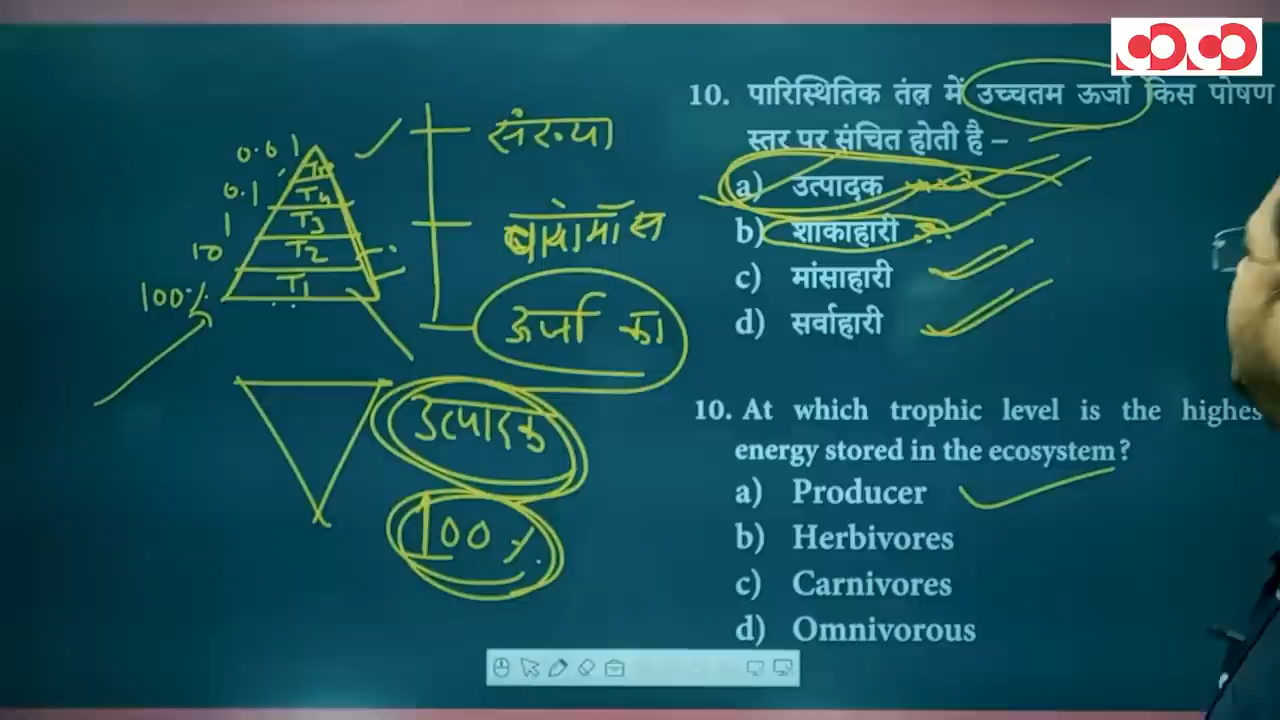 10. पारिस्थितिक तंत्र में उच्चतम ऊर्जा किस पोषण
स्तर पर संचित होती है –
a) उत्पादक
b) शाकाहारी
c) मांसाहारी
d) सर्वाहारी
10. At which trophic level is the highes
energy stored in the ecosystem?
a) Producer
b) Herbivores
c) Carnivores
d) Omnivorous
संख्या
बायोमास
ऊर्जा का
0.01
0.1 T4
1 T3
10 T2
100% T1
उत्पादक
100%